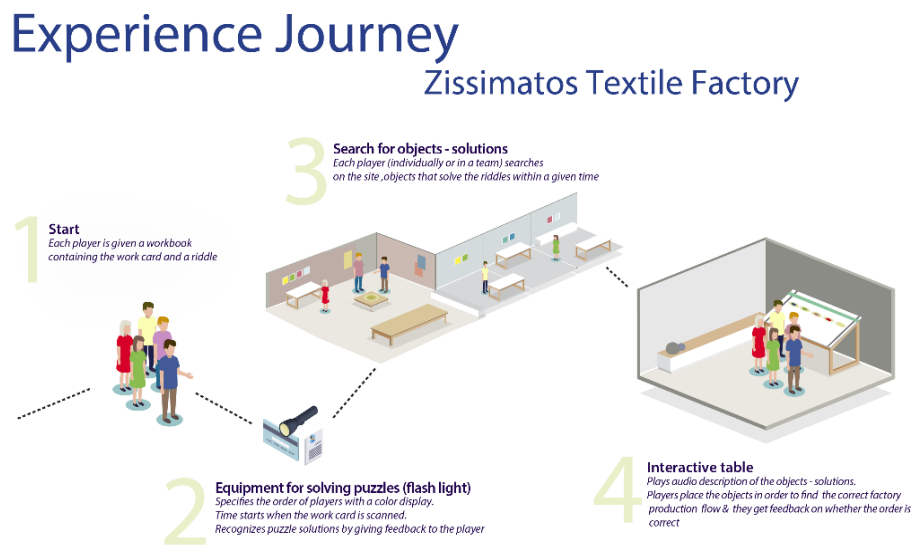 Experience Journey
Zissimatos Textile Factory
1
Start
Each player is given a workbook
containing the work card and a riddle
2
Equipment for solving puzzles (flash light)
Specifies the order of players with a color display.
Time starts when the work card is scanned.
Recognizes puzzle solutions by giving feedback to the player
3
Search for objects - solutions
Each player (individually or in a team) searches
on the site ,objects that solve the riddles within a given time
4
Interactive table
Plays audio description of the objects - solutions.
Players place the objects in order to find the correct factory
production flow & they get feedback on whether the order is
correct